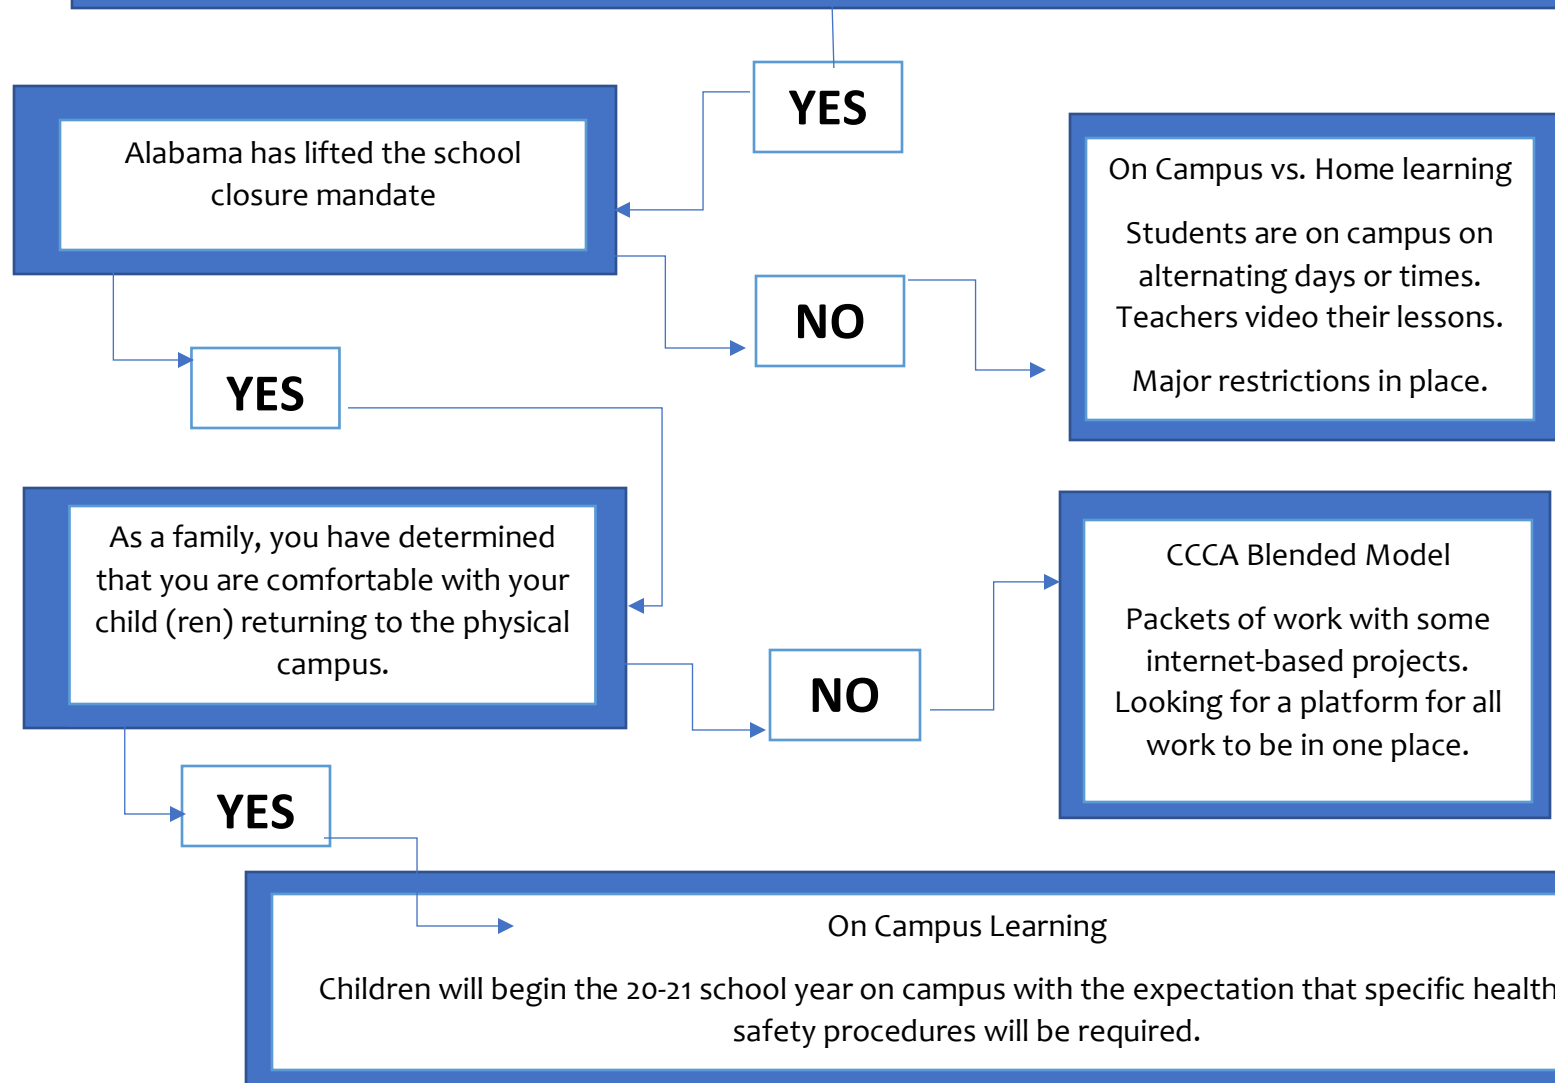 YES
Alabama has lifted the school
closure mandate
On Campus vs. Home learning
Students are on campus on
alternating days or times.
Teachers video their lessons.
Major restrictions in place.
NO
YES
As a family, you have determined
that you are comfortable with your
child (ren) returning to the physical
campus.
CCCA Blended Model
Packets of work with some
internet-based projects.
Looking for a platform for all
work to be in one place.
NO
YES
On Campus Learning
Children will begin the 20-21 school year on campus with the expectation that specific health
safety procedures will be required.